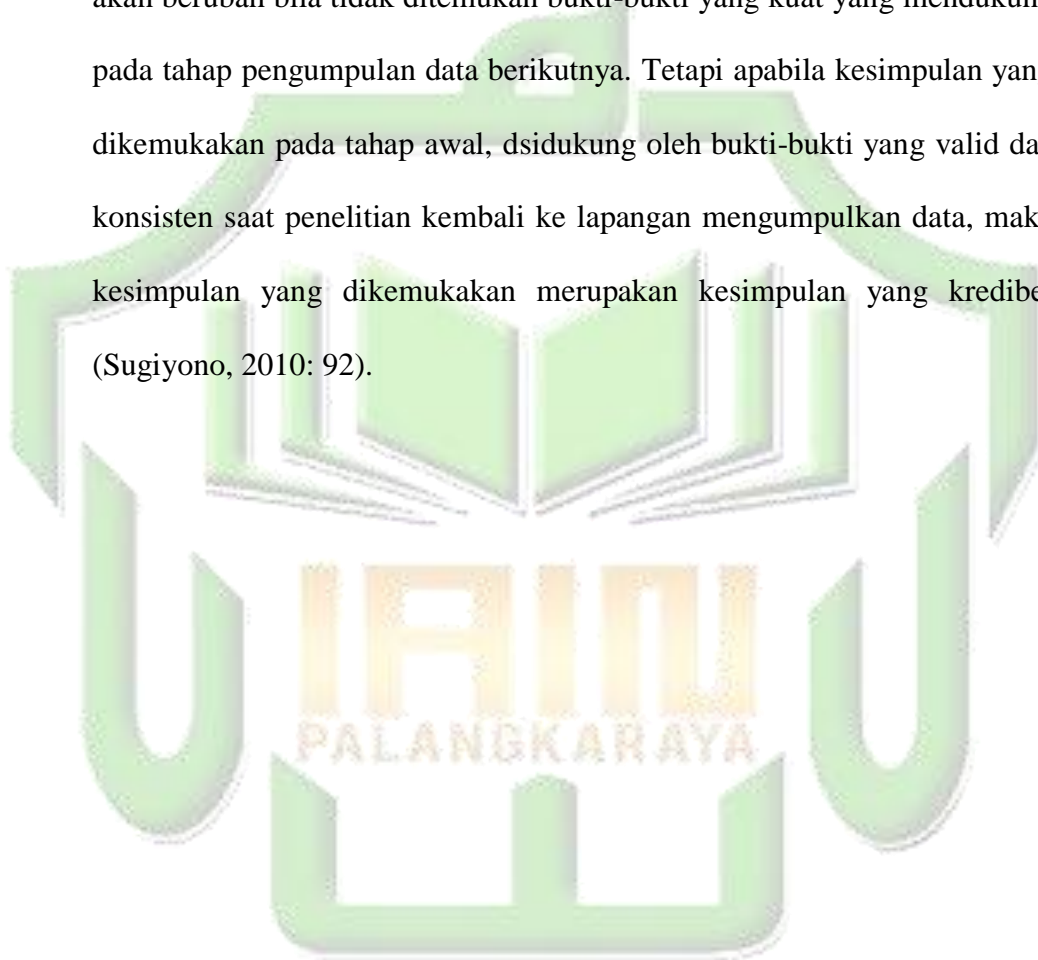 akan berubah bila tidak ditemukan bukti-bukti yang kuat yang mendukun
pada tahap pengumpulan data berikutnya. Tetapi apabila kesimpulan yan
dikemukakan pada tahap awal, dsidukung oleh bukti-bukti yang valid da
konsisten saat penelitian kembali ke lapangan mengumpulkan data, mak
kesimpulan yang dikemukakan merupakan kesimpulan yang kredibe
(Sugiyono, 2010: 92).
IAIN
PALANGKARAYA